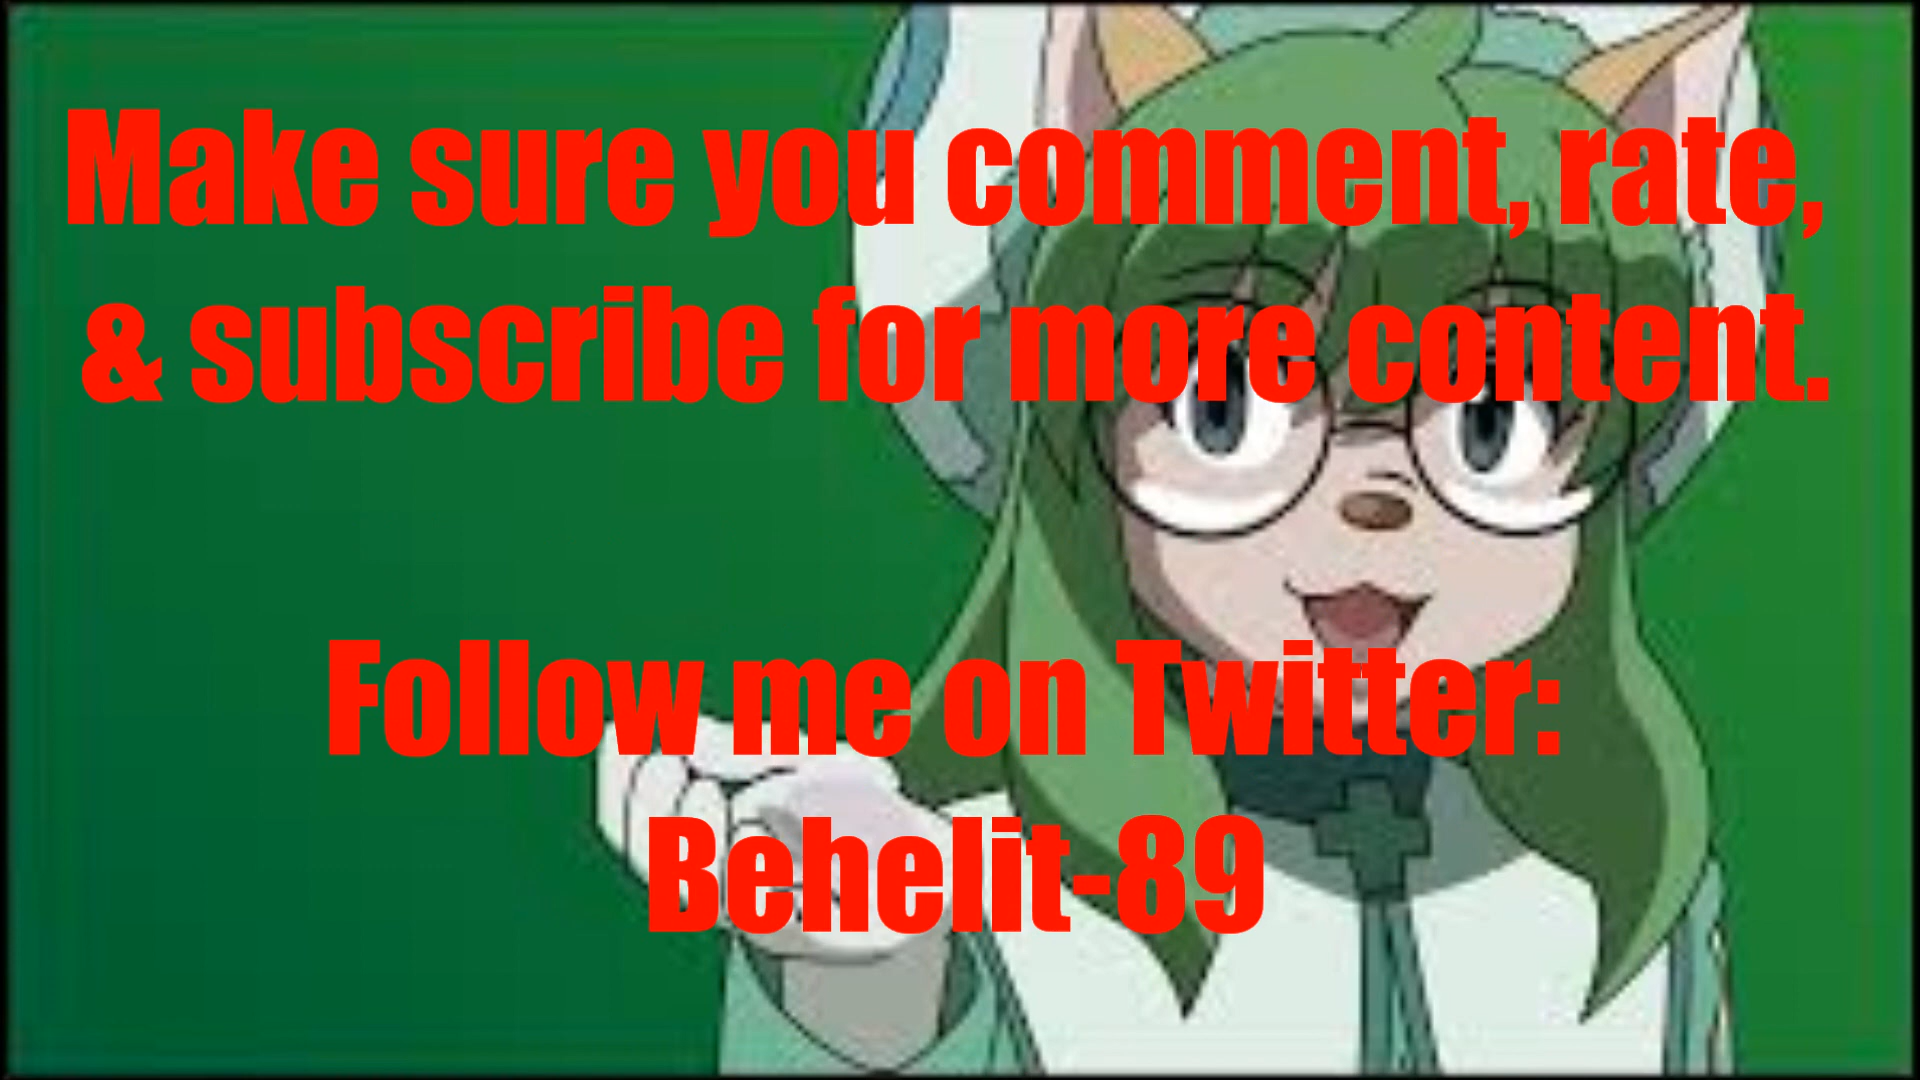 Make sure you comment, rate,
& subscribe for more content.
Follow me on Twitter:
Behelit-89